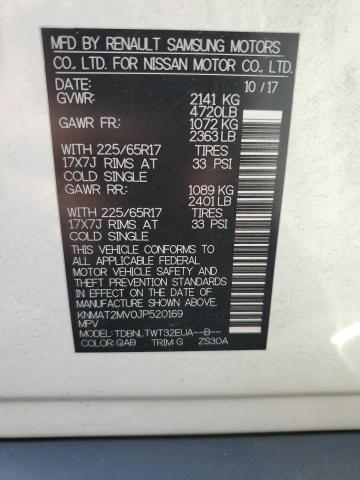 MFD BY RENAULT SAMSUNG MOTORS
CO., LTD. FOR NISSAN MOTOR CO., LTD.
DATE: 10/17
GVWR: 2141 KG
4720LB
GAWR FR: 1072 KG
2363 LB
WITH 225/65R17 TIRES
17X7J RIMS AT 33 PSI
COLD SINGLE
GAWR RR: 1089 KG
2401 LB
WITH 225/65R17 TIRES
17X7J RIMS AT 33 PSI
COLD SINGLE
THIS VEHICLE CONFORMS TO
ALL APPLICABLE FEDERAL
MOTOR VEHICLE SAFETY AND
THEFT PREVENTION STANDARDS
IN EFFECT ON THE DATE OF
MANUFACTURE SHOWN ABOVE.
KNMAT2MV0JP520169
MPV
MODEL: TDBNLTWT32EUA--B--
COLOR: QAB TRIM: G ZS30A